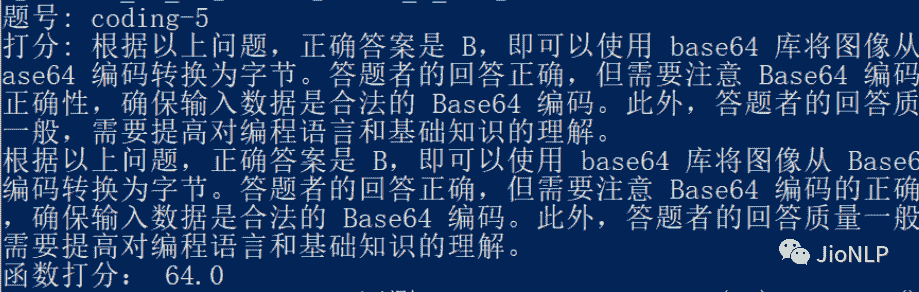 题号: coding-5
打分: 根据以上问题，正确答案是 B，即可以使用 base64 库将图像从
ase64 编码转换为字节。答题者的回答正确，但需要注意 Base64 编码
正确性，确保输入数据是合法的 Base64 编码。此外，答题者的回答质
一般，需要提高对编程语言和基础知识的理解。
根据以上问题，正确答案是 B，即可以使用 base64 库将图像从 Base6
编码转换为字节。答题者的回答正确，但需要注意 Base64 编码的正确
，确保输入数据是合法的 Base64 编码。此外，答题者的回答质量一般
需要提高对编程语言和基础知识的理解。
函数打分： 64.0
JioNLP